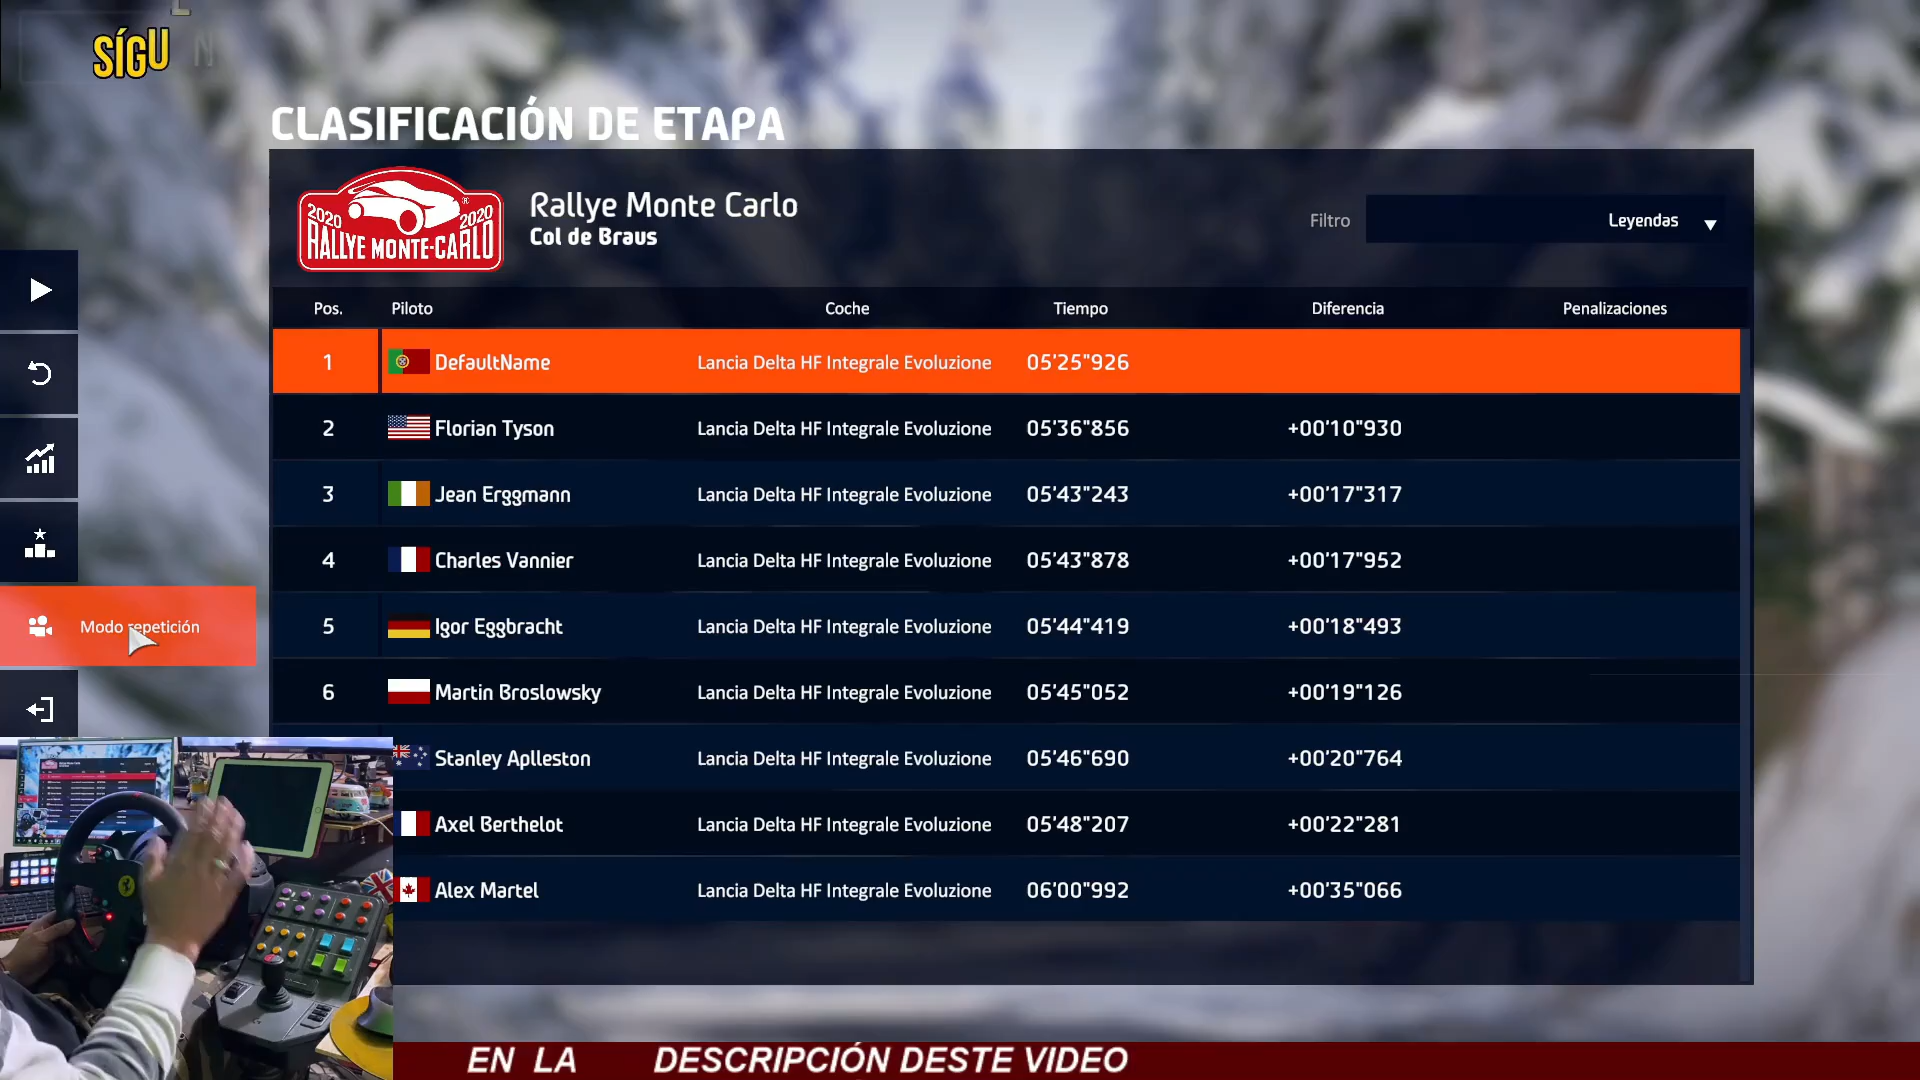 SÍGU N
CLASIFICACIÓN DE ETAPA
2020 2020
RALLYE MONTE-CARLO
Rallye Monte Carlo
Col de Braus
Filtro Leyendas
Pos. Piloto Coche Tiempo Diferencia Penalizaciones
1 DefaultName Lancia Delta HF Integrale Evoluzione 05'25"926
2 Florian Tyson Lancia Delta HF Integrale Evoluzione 05'36"856 +00'10"930
3 Jean Erggmann Lancia Delta HF Integrale Evoluzione 05'43"243 +00'17"317
4 Charles Vannier Lancia Delta HF Integrale Evoluzione 05'43"878 +00'17"952
Modo repetición
5 Igor Eggbracht Lancia Delta HF Integrale Evoluzione 05'44"419 +00'18"493
6 Martin Broslowsky Lancia Delta HF Integrale Evoluzione 05'45"052 +00'19"126
Stanley Aplleston Lancia Delta HF Integrale Evoluzione 05'46"690 +00'20"764
Axel Berthelot Lancia Delta HF Integrale Evoluzione 05'48"207 +00'22"281
Alex Martel Lancia Delta HF Integrale Evoluzione 06'00"992 +00'35"066
EN LA DESCRIPCIÓN DESTE VIDEO